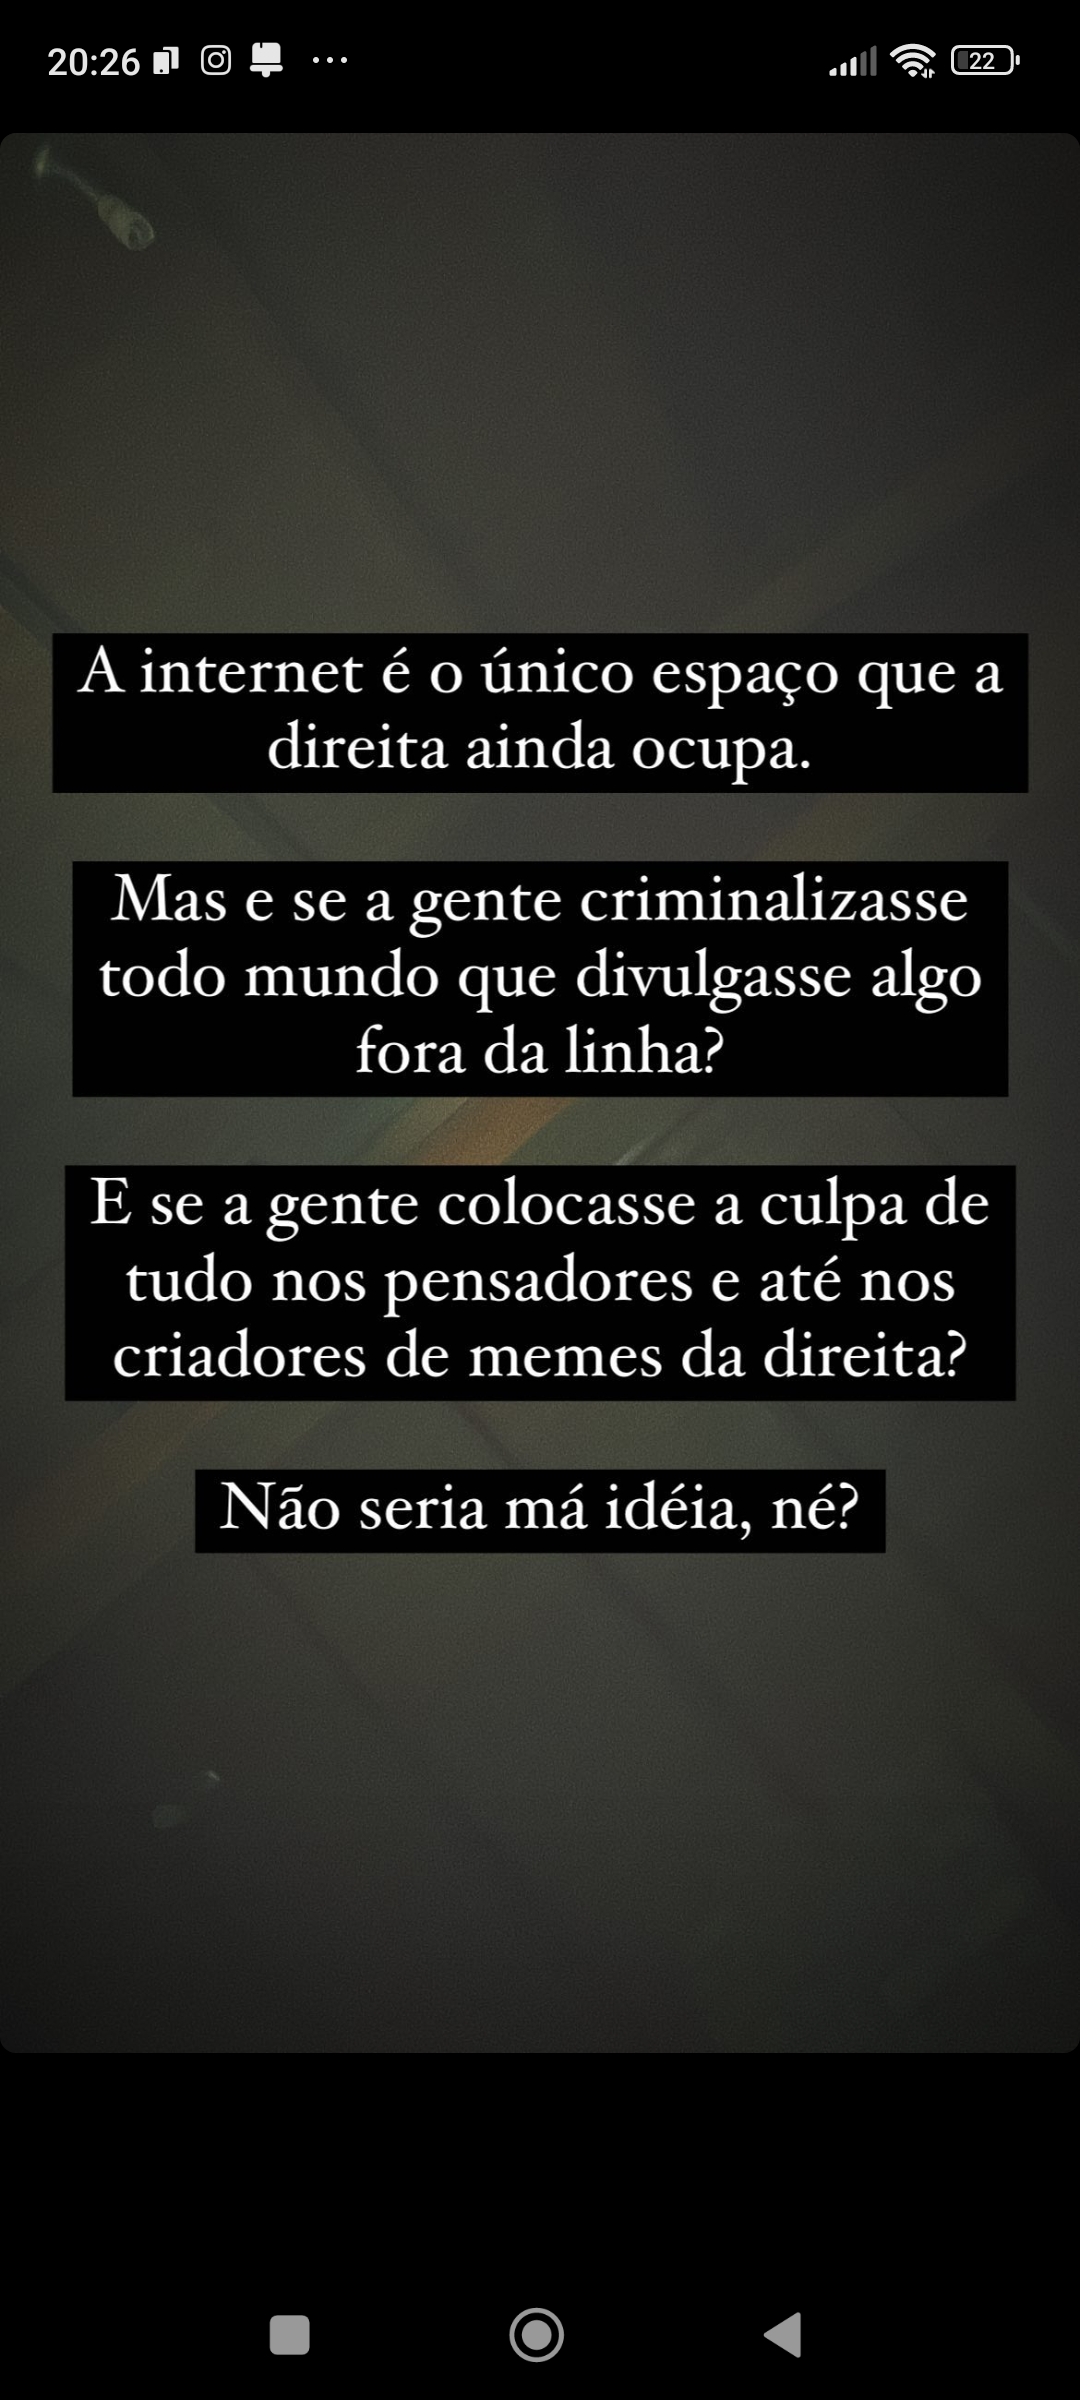 20:26
22
A internet é o único espaço que a
direita ainda ocupa.
Mas e se a gente criminalizasse
todo mundo que divulgasse algo
fora da linha?
E se a gente colocasse a culpa de
tudo nos pensadores e até nos
criadores de memes da direita?
Não seria má idéia, né?